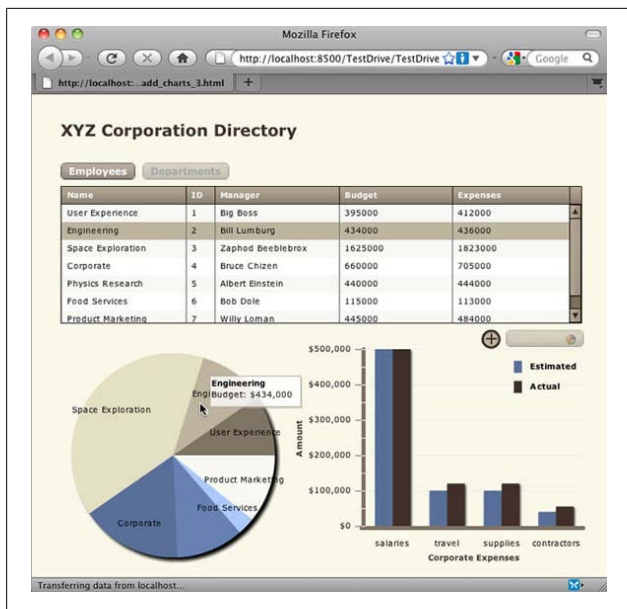 Mozilla Firefox
http://localhost:8500/TestDrive/TestDrive
Google
http://localhost:...add_charts_3.html +
XYZ Corporation Directory
Employees Departments
Name ID Manager Budget Expenses
User Experience 1 Big Boss 395000 412000
Engineering 2 Bill Lumburg 434000 436000
Space Exploration 3 Zaphod Beeblebrox 1625000 1823000
Corporate 4 Bruce Chizen 660000 705000
Physics Research 5 Albert Einstein 440000 444000
Food Services 6 Bob Dole 115000 113000
Product Marketing 7 Willy Loman 445000 484000
Space Exploration
Engi
Engineering
Budget: $434,000
User Experience
Product Marketing
Food Services
Corporate
Amount
$500,000
$400,000
$300,000
$200,000
$100,000
$0
Estimated
Actual
salaries travel supplies contractors
Corporate Expenses
Transferring data from localhost...